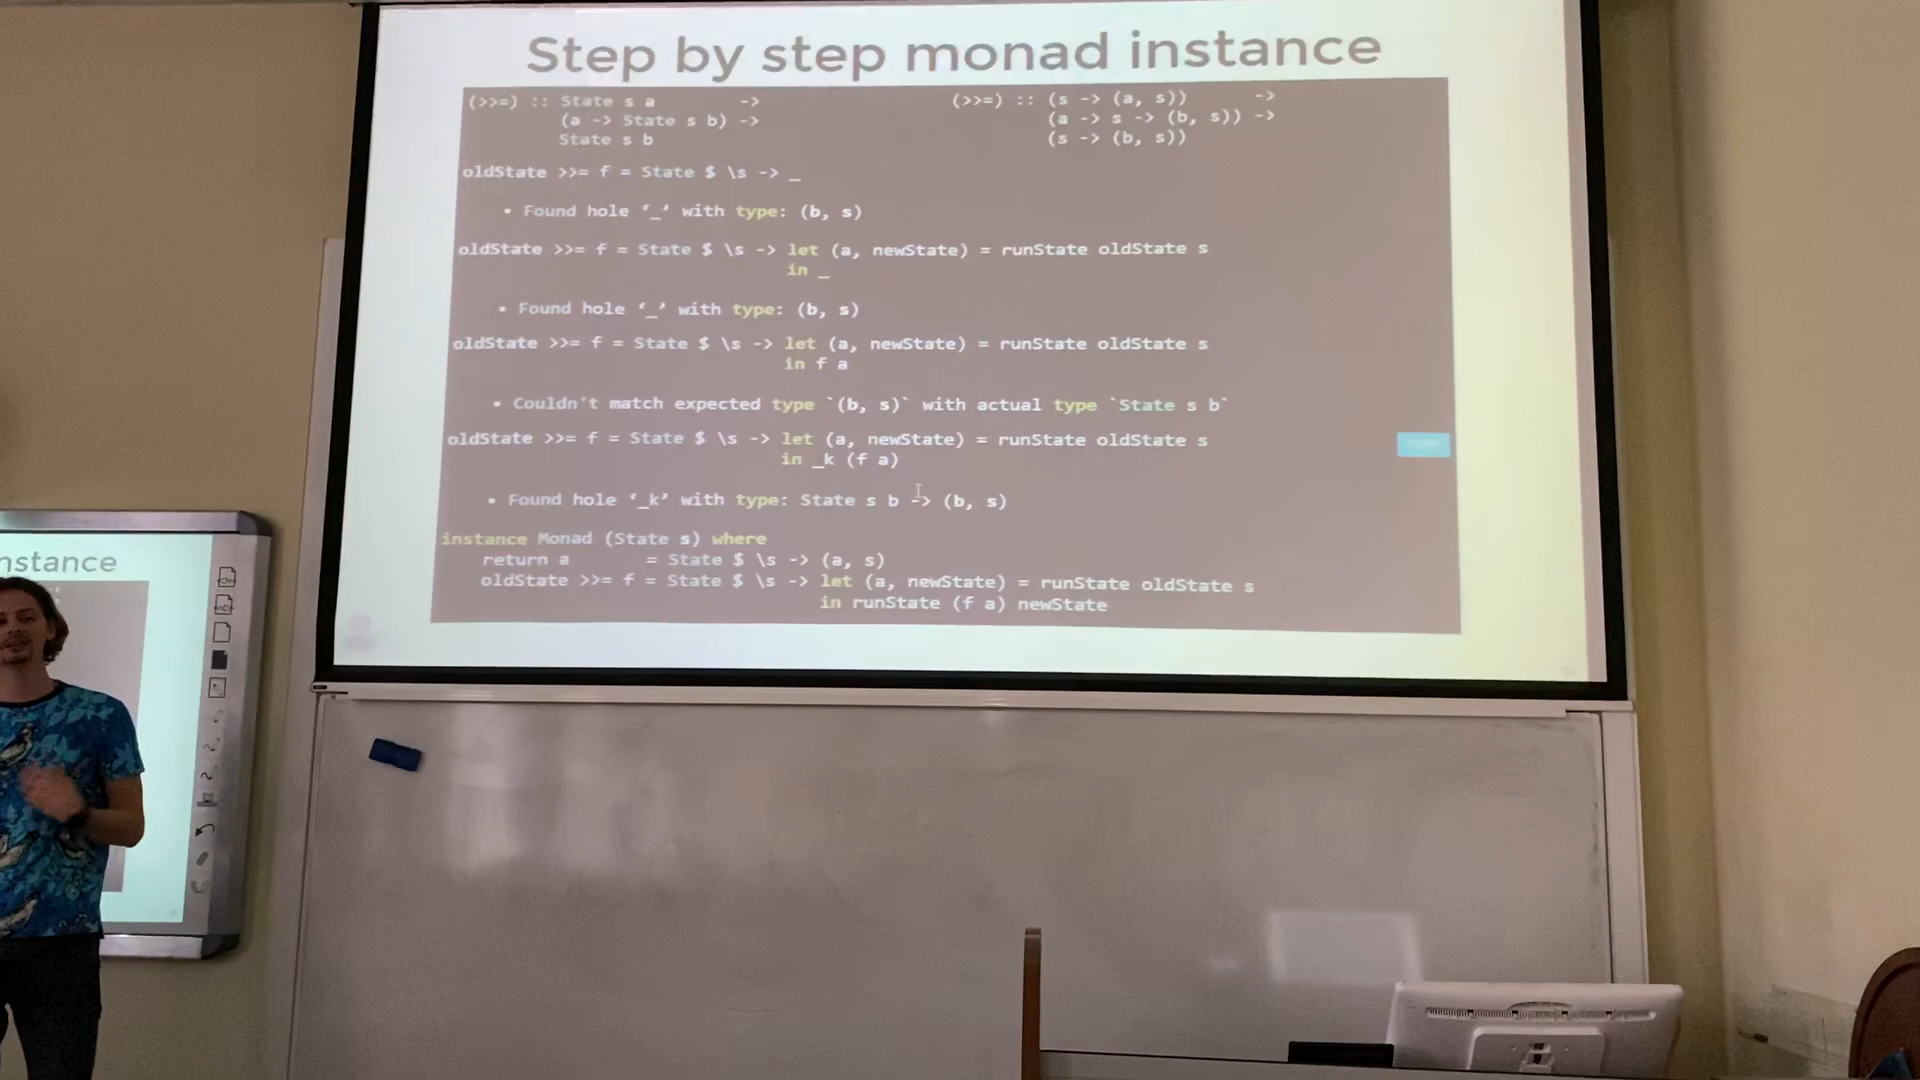 Step by step monad instance
(>>=) :: State s a ->
(a -> State s b) ->
State s b
(>>=) :: (s -> (a, s)) ->
(a -> s -> (b, s)) ->
(s -> (b, s))
oldState >>= f = State $ \s -> _
• Found hole ‘_’ with type: (b, s)
oldState >>= f = State $ \s -> let (a, newState) = runState oldState s
in _
• Found hole ‘_’ with type: (b, s)
oldState >>= f = State $ \s -> let (a, newState) = runState oldState s
in f a
• Couldn't match expected type `(b, s)` with actual type `State s b`
oldState >>= f = State $ \s -> let (a, newState) = runState oldState s
in _k (f a)
• Found hole ‘_k’ with type: State s b -> (b, s)
instance Monad (State s) where
return a = State $ \s -> (a, s)
oldState >>= f = State $ \s -> let (a, newState) = runState oldState s
in runState (f a) newState
nstance